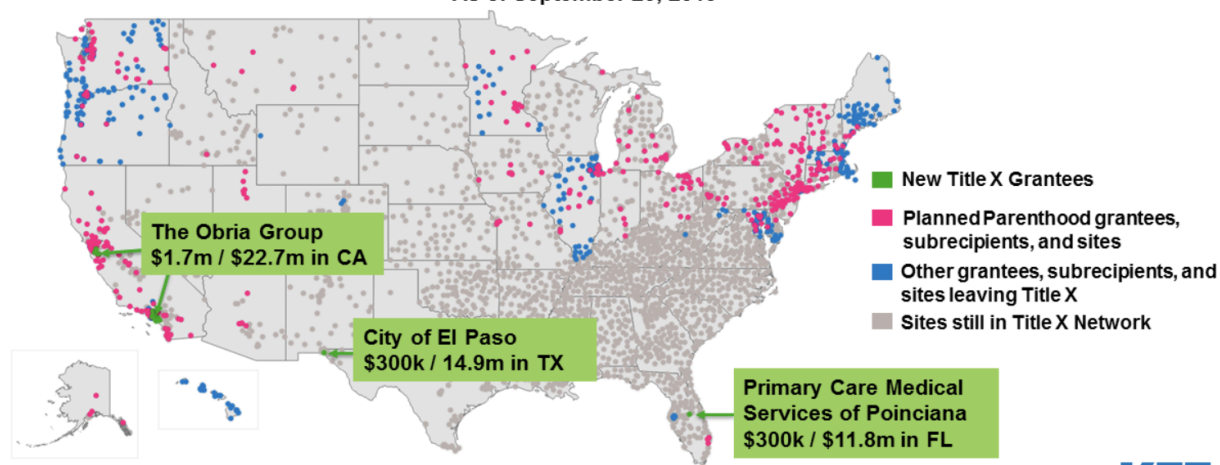 The Obria Group
$1.7m / $22.7m in CA
City of El Paso
$300k / 14.9m in TX
Primary Care Medical
Services of Poinciana
$300k / $11.8m in FL
New Title X Grantees
Planned Parenthood grantees,
subrecipients, and sites
Other grantees, subrecipients, and
sites leaving Title X
Sites still in Title X Network